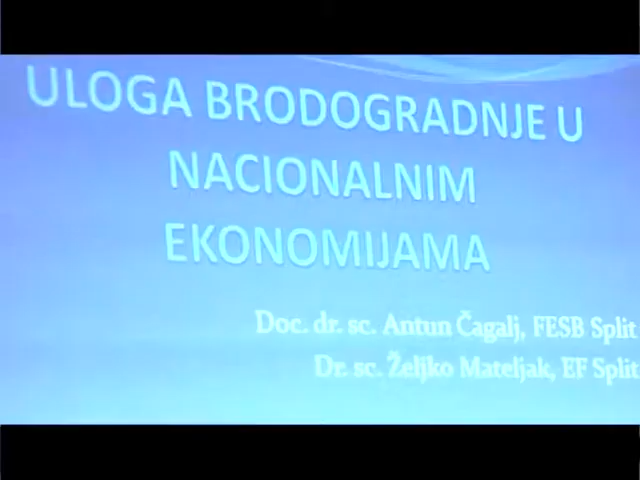 ULOGA BRODOGRADNJE U
NACIONALNIM
EKONOMIJAMA
Doc. dr. sc. Antun Čagalj, FESB Split
Dr. sc. Željko Mateljak, EF Split